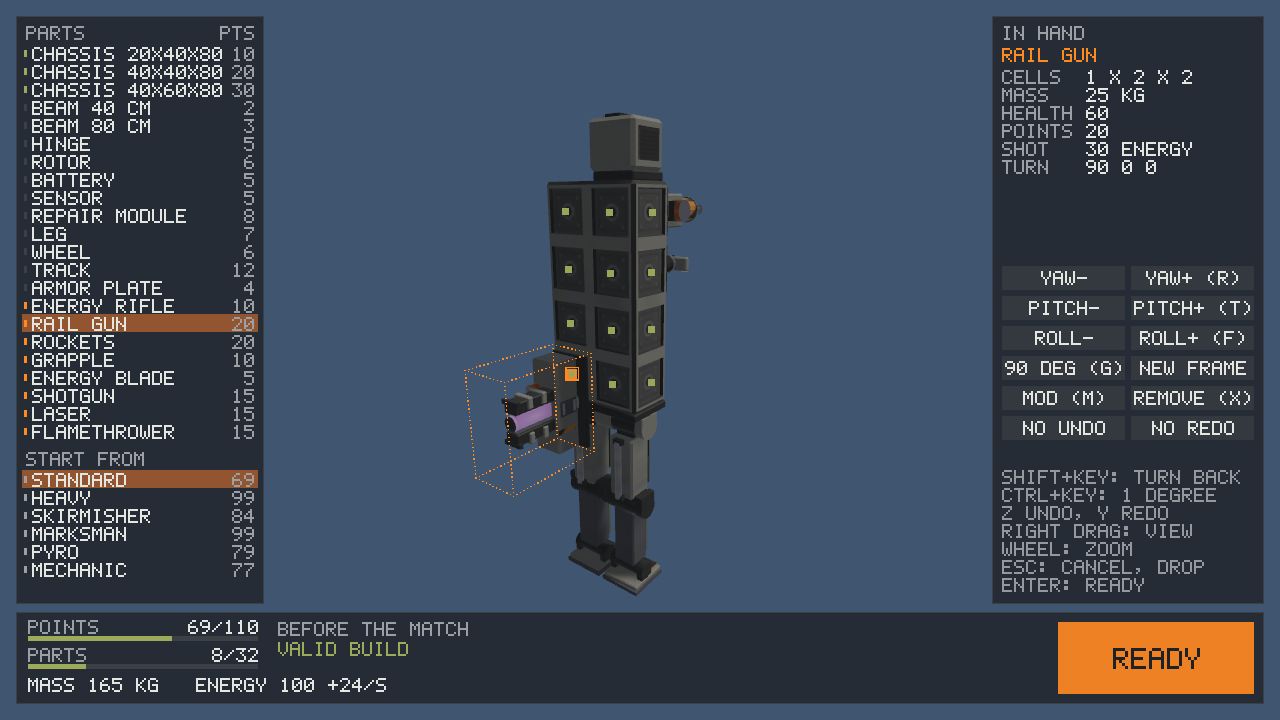 PARTS PTS
CHASSIS 20X40X80 10
CHASSIS 40X40X80 20
CHASSIS 40X60X80 30
BEAM 40 CM 2
BEAM 80 CM 3
HINGE 5
ROTOR 6
BATTERY 5
SENSOR 5
REPAIR MODULE 8
LEG 7
WHEEL 6
TRACK 12
ARMOR PLATE 4
ENERGY RIFLE 10
RAIL GUN 20
ROCKETS 20
GRAPPLE 10
ENERGY BLADE 5
SHOTGUN 15
LASER 15
FLAMETHROWER 15
START FROM
STANDARD 69
HEAVY 99
SKIRMISHER 84
MARKSMAN 99
PYRO 79
MECHANIC 77
IN HAND
RAIL GUN
CELLS 1 X 2 X 2
MASS 25 KG
HEALTH 60
POINTS 20
SHOT 30 ENERGY
TURN 90 0 0
YAW- YAW+ (R)
PITCH- PITCH+ (T)
ROLL- ROLL+ (F)
90 DEG (G) NEW FRAME
MOD (M) REMOVE (X)
NO UNDO NO REDO
SHIFT+KEY: TURN BACK
CTRL+KEY: 1 DEGREE
Z UNDO, Y REDO
RIGHT DRAG: VIEW
WHEEL: ZOOM
ESC: CANCEL, DROP
ENTER: READY
POINTS 69/110
PARTS 8/32
MASS 165 KG ENERGY 100 +24/S
BEFORE THE MATCH
VALID BUILD
READY